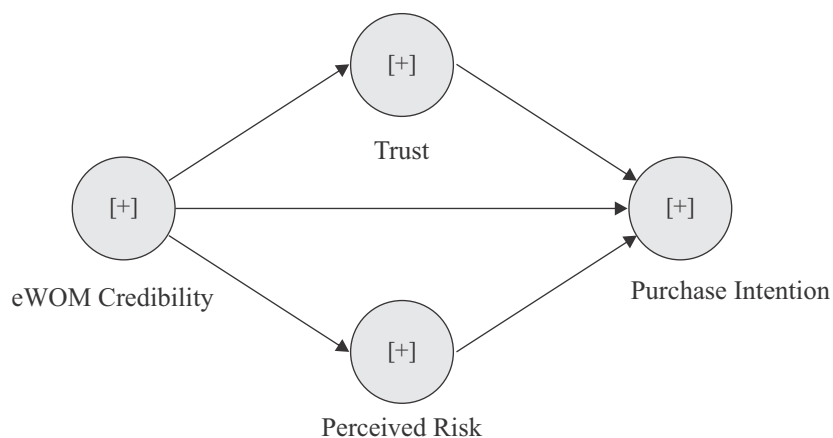 [+]
Trust
[+]
[+]
eWOM Credibility
Purchase Intention
[+]
Perceived Risk